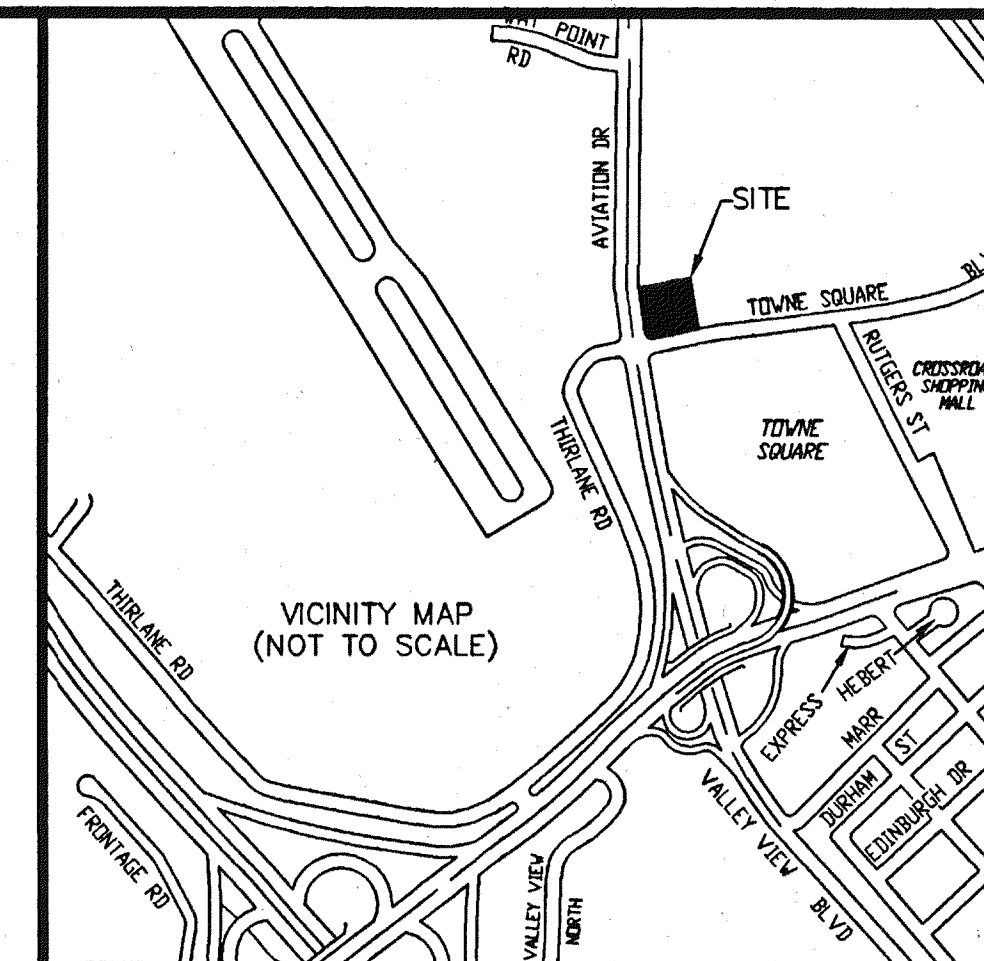 WAY POINT
RD
AVIATION DR
SITE
TOWNE SQUARE
RUTGERS ST
SHOPPING
MALL
TOWNE
SQUARE
THIRLANE RD
THIRLANE RD
VICINITY MAP
(NOT TO SCALE)
EXPRESS
HEBERT
MARR
ST
DURHAM
EDINBURGH DR
VALLEY VIEW BLVD
FRONTAGE RD
VALLEY VIEW
NORTH